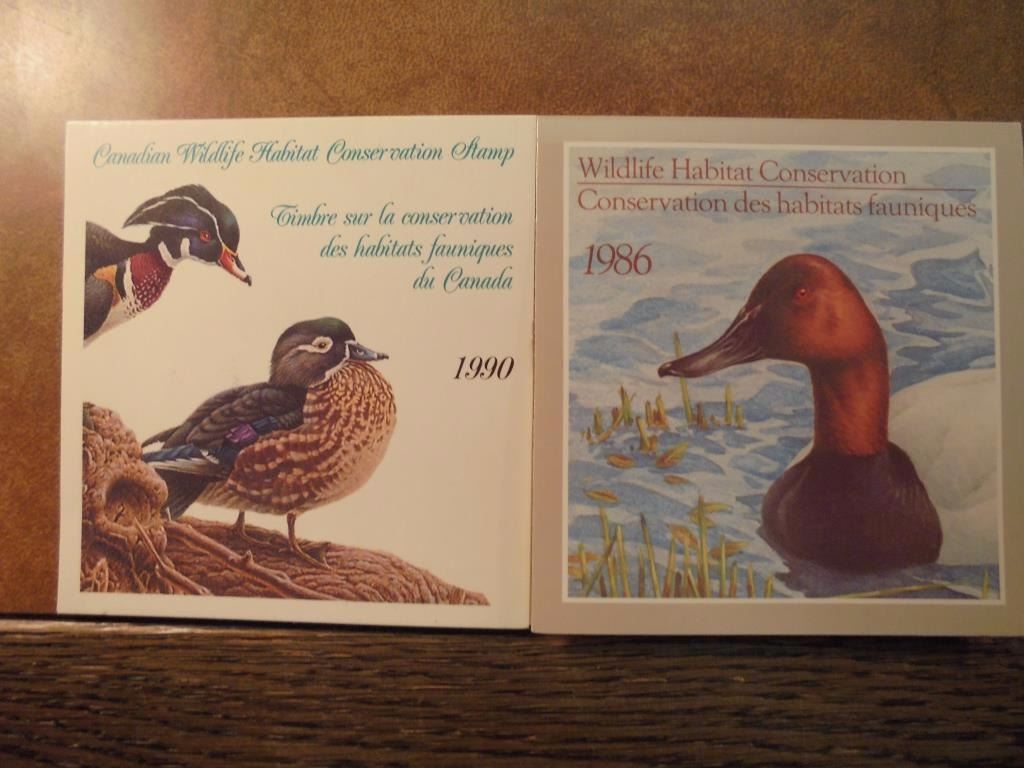 Canadian Wildlife Habitat Conservation Stamp
Timbre sur la conservation
des habitats fauniques
du Canada
1990
Wildlife Habitat Conservation
Conservation des habitats fauniques
1986